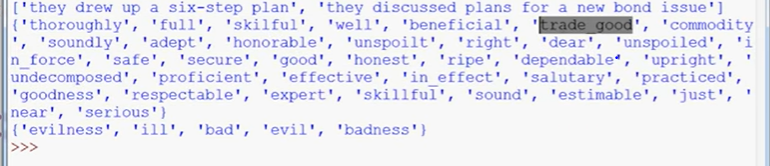 ['they drew up a six-step plan', 'they discussed plans for a new bond issue']
{'thoroughly', 'full', 'skilful', 'well', 'beneficial', 'trade_good', 'commodity
', 'soundly', 'adept', 'honorable', 'unspoilt', 'right', 'dear', 'unspoiled', 'i
n_force', 'safe', 'secure', 'good', 'honest', 'ripe', 'dependable', 'upright', '
undecomposed', 'proficient', 'effective', 'in_effect', 'salutary', 'practiced',
'goodness', 'respectable', 'expert', 'skillful', 'sound', 'estimable', 'just', '
near', 'serious'}
{'evilness', 'ill', 'bad', 'evil', 'badness'}
>>>